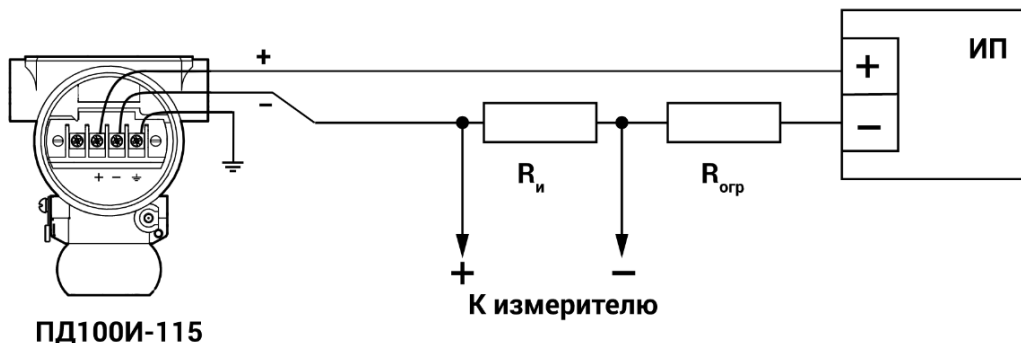 +
ИП
+
−
−
+ − ⏚
Rи
Rогр
+
−
К измерителю
ПД100И-115